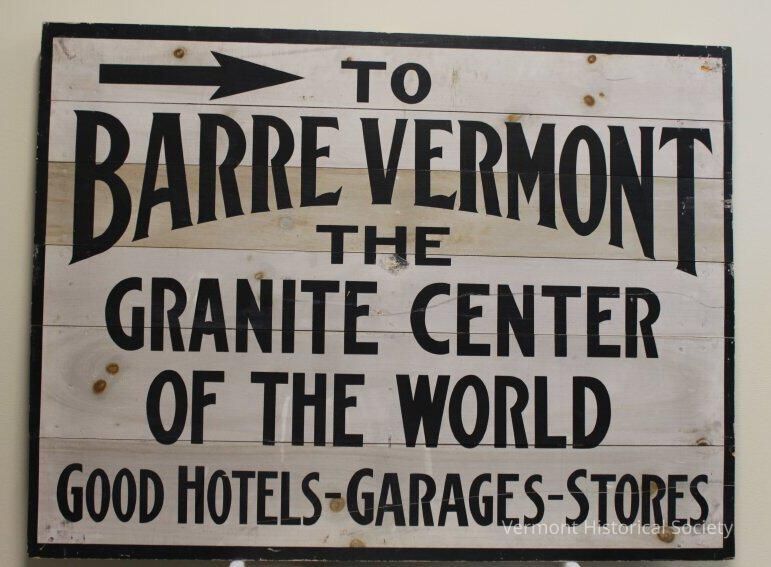 TO
BARRE VERMONT
THE
GRANITE CENTER
OF THE WORLD
GOOD HOTELS-GARAGES-STORES
Vermont Historical Society